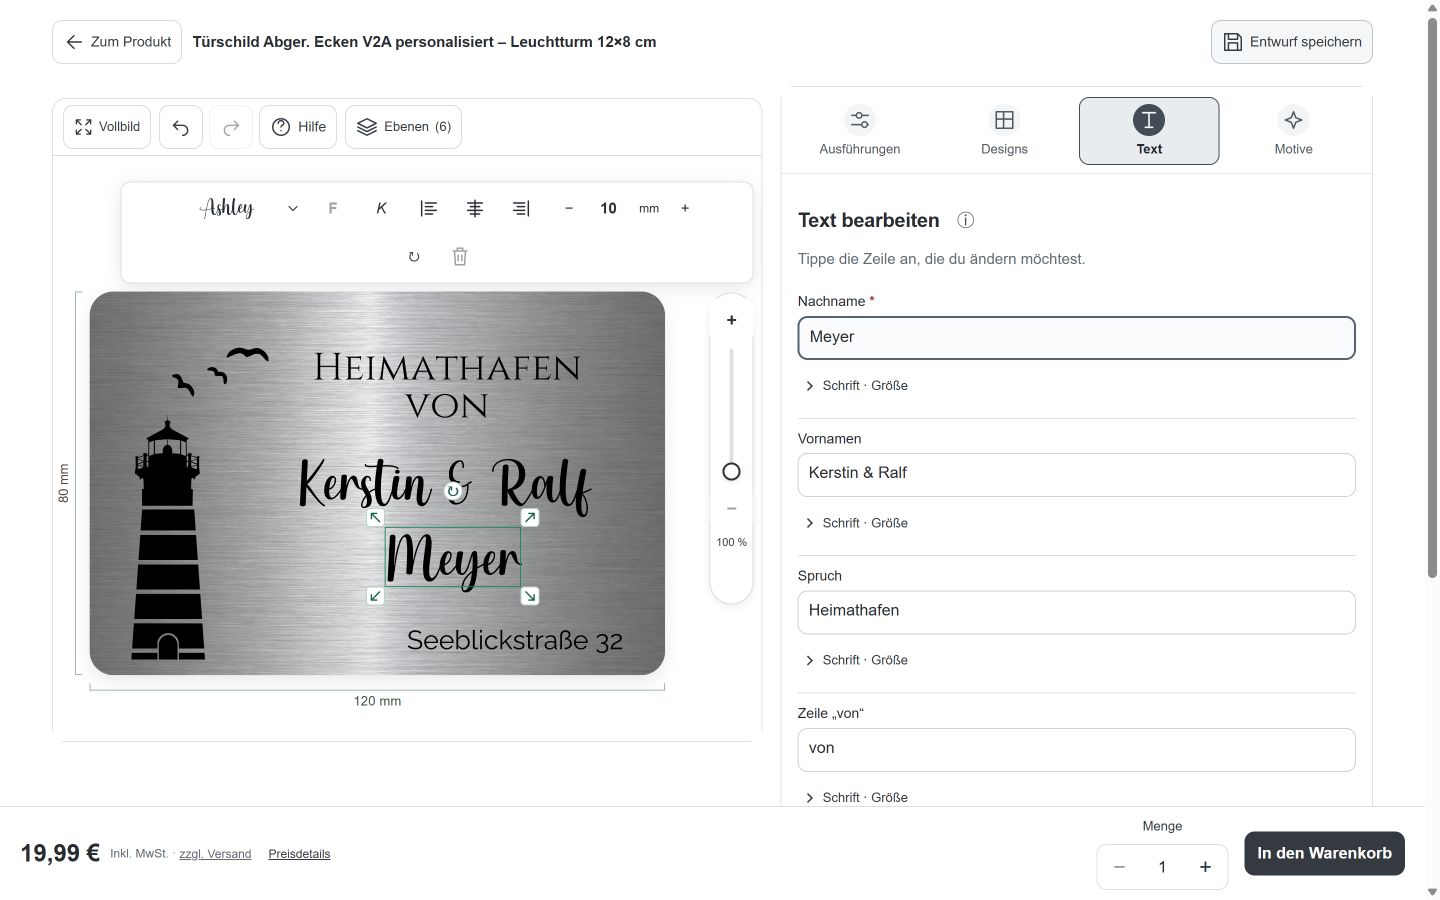 Zum Produkt
Türschild Abger. Ecken V2A personalisiert – Leuchtturm 12×8 cm
Entwurf speichern
Vollbild
Hilfe
Ebenen (6)
Ausführungen
Designs
Text
Motive
Ashley
F
K
− 10 mm +
Text bearbeiten
Tippe die Zeile an, die du ändern möchtest.
Nachname *
Meyer
Schrift · Größe
Vornamen
Kerstin & Ralf
Schrift · Größe
Spruch
Heimathafen
Schrift · Größe
Zeile „von“
von
Schrift · Größe
Heimathafen
von
Kerstin & Ralf
Meyer
Seeblickstraße 32
80 mm
120 mm
+
−
100 %
19,99 € Inkl. MwSt. · zzgl. Versand Preisdetails
Menge
− 1 +
In den Warenkorb